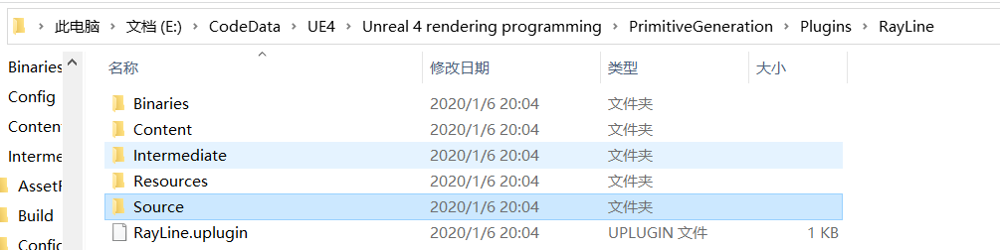 此电脑 > 文档 (E:) > CodeData > UE4 > Unreal 4 rendering programming > PrimitiveGeneration > Plugins > RayLine
名称 修改日期 类型 大小
Binaries
Config
Content
Interme
AssetF
Build
Config
Binaries 2020/1/6 20:04 文件夹
Content 2020/1/6 20:04 文件夹
Intermediate 2020/1/6 20:04 文件夹
Resources 2020/1/6 20:04 文件夹
Source 2020/1/6 20:04 文件夹
RayLine.uplugin 2020/1/6 20:04 UPLUGIN 文件 1 KB